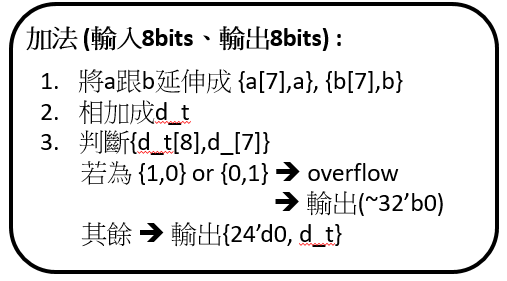 加法 (輸入8bits、輸出8bits) :
1. 將a跟b延伸成 {a[7],a}, {b[7],b}
2. 相加成d_t
3. 判斷{d_t[8],d_[7]}
若為 {1,0} or {0,1} ➔ overflow
➔ 輸出(~32’b0)
其餘 ➔ 輸出{24’d0, d_t}